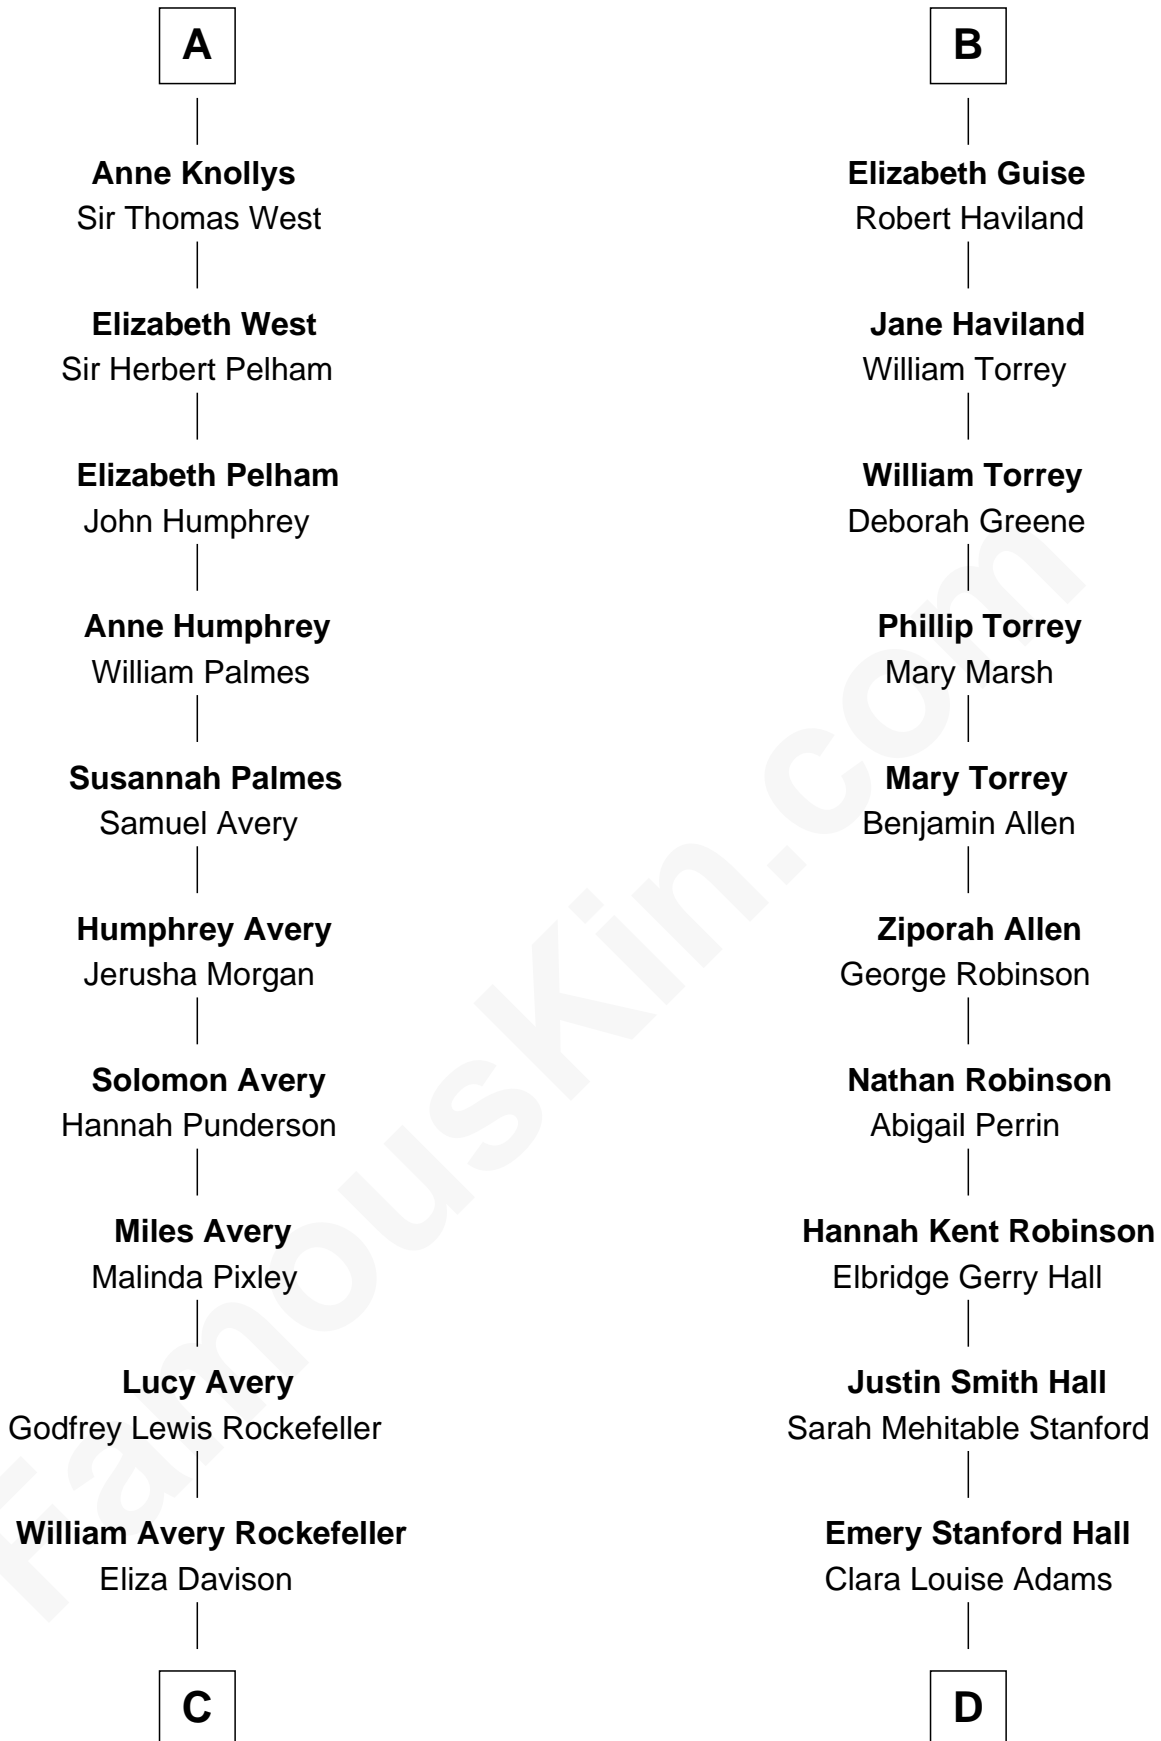 A
Anne Knollys
Sir Thomas West
Elizabeth West
Sir Herbert Pelham
Elizabeth Pelham
John Humphrey
Anne Humphrey
William Palmes
Susannah Palmes
Samuel Avery
Humphrey Avery
Jerusha Morgan
Solomon Avery
Hannah Punderson
Miles Avery
Malinda Pixley
Lucy Avery
Godfrey Lewis Rockefeller
William Avery Rockefeller
Eliza Davison
C
B
Elizabeth Guise
Robert Haviland
Jane Haviland
William Torrey
William Torrey
Deborah Greene
Phillip Torrey
Mary Marsh
Mary Torrey
Benjamin Allen
Ziporah Allen
George Robinson
Nathan Robinson
Abigail Perrin
Hannah Kent Robinson
Elbridge Gerry Hall
Justin Smith Hall
Sarah Mehitable Stanford
Emery Stanford Hall
Clara Louise Adams
D
FamousKin.com